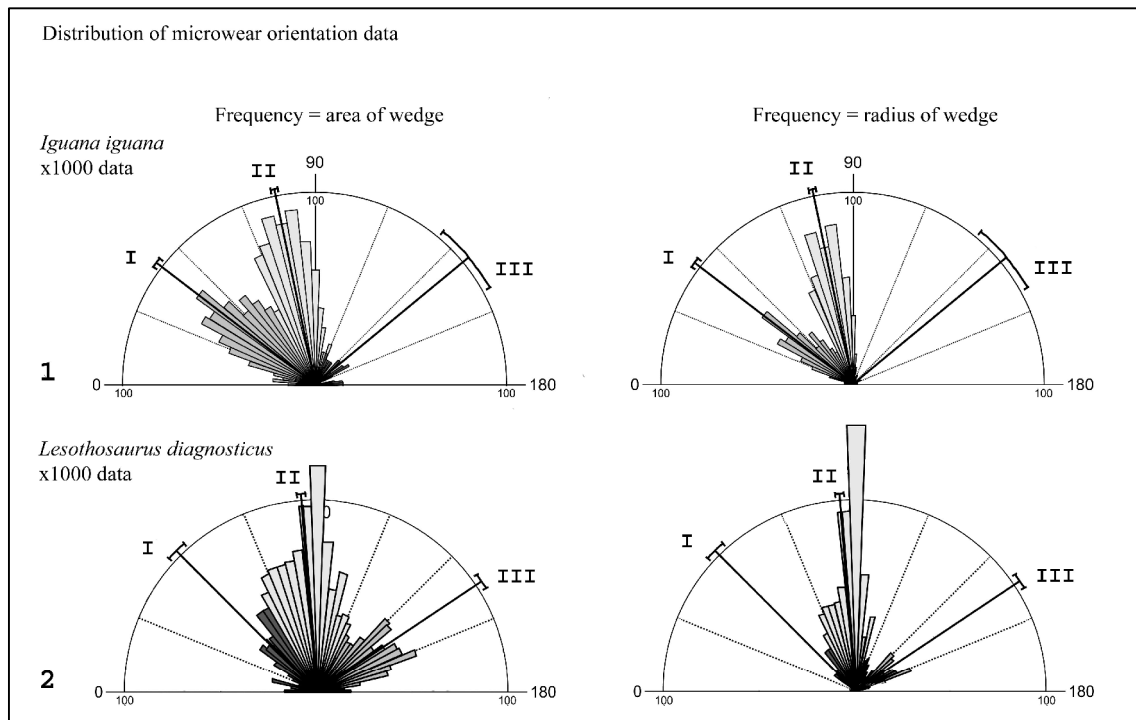 Distribution of microwear orientation data
Frequency = area of wedge
Frequency = radius of wedge
Iguana iguana
x1000 data
90
90
II
II
100
100
I
I
III
III
1
0
180
0
180
100
100
100
100
Lesothosaurus diagnosticus
x1000 data
II
II
I
I
III
III
2
0
180
0
180
100
100
100
100